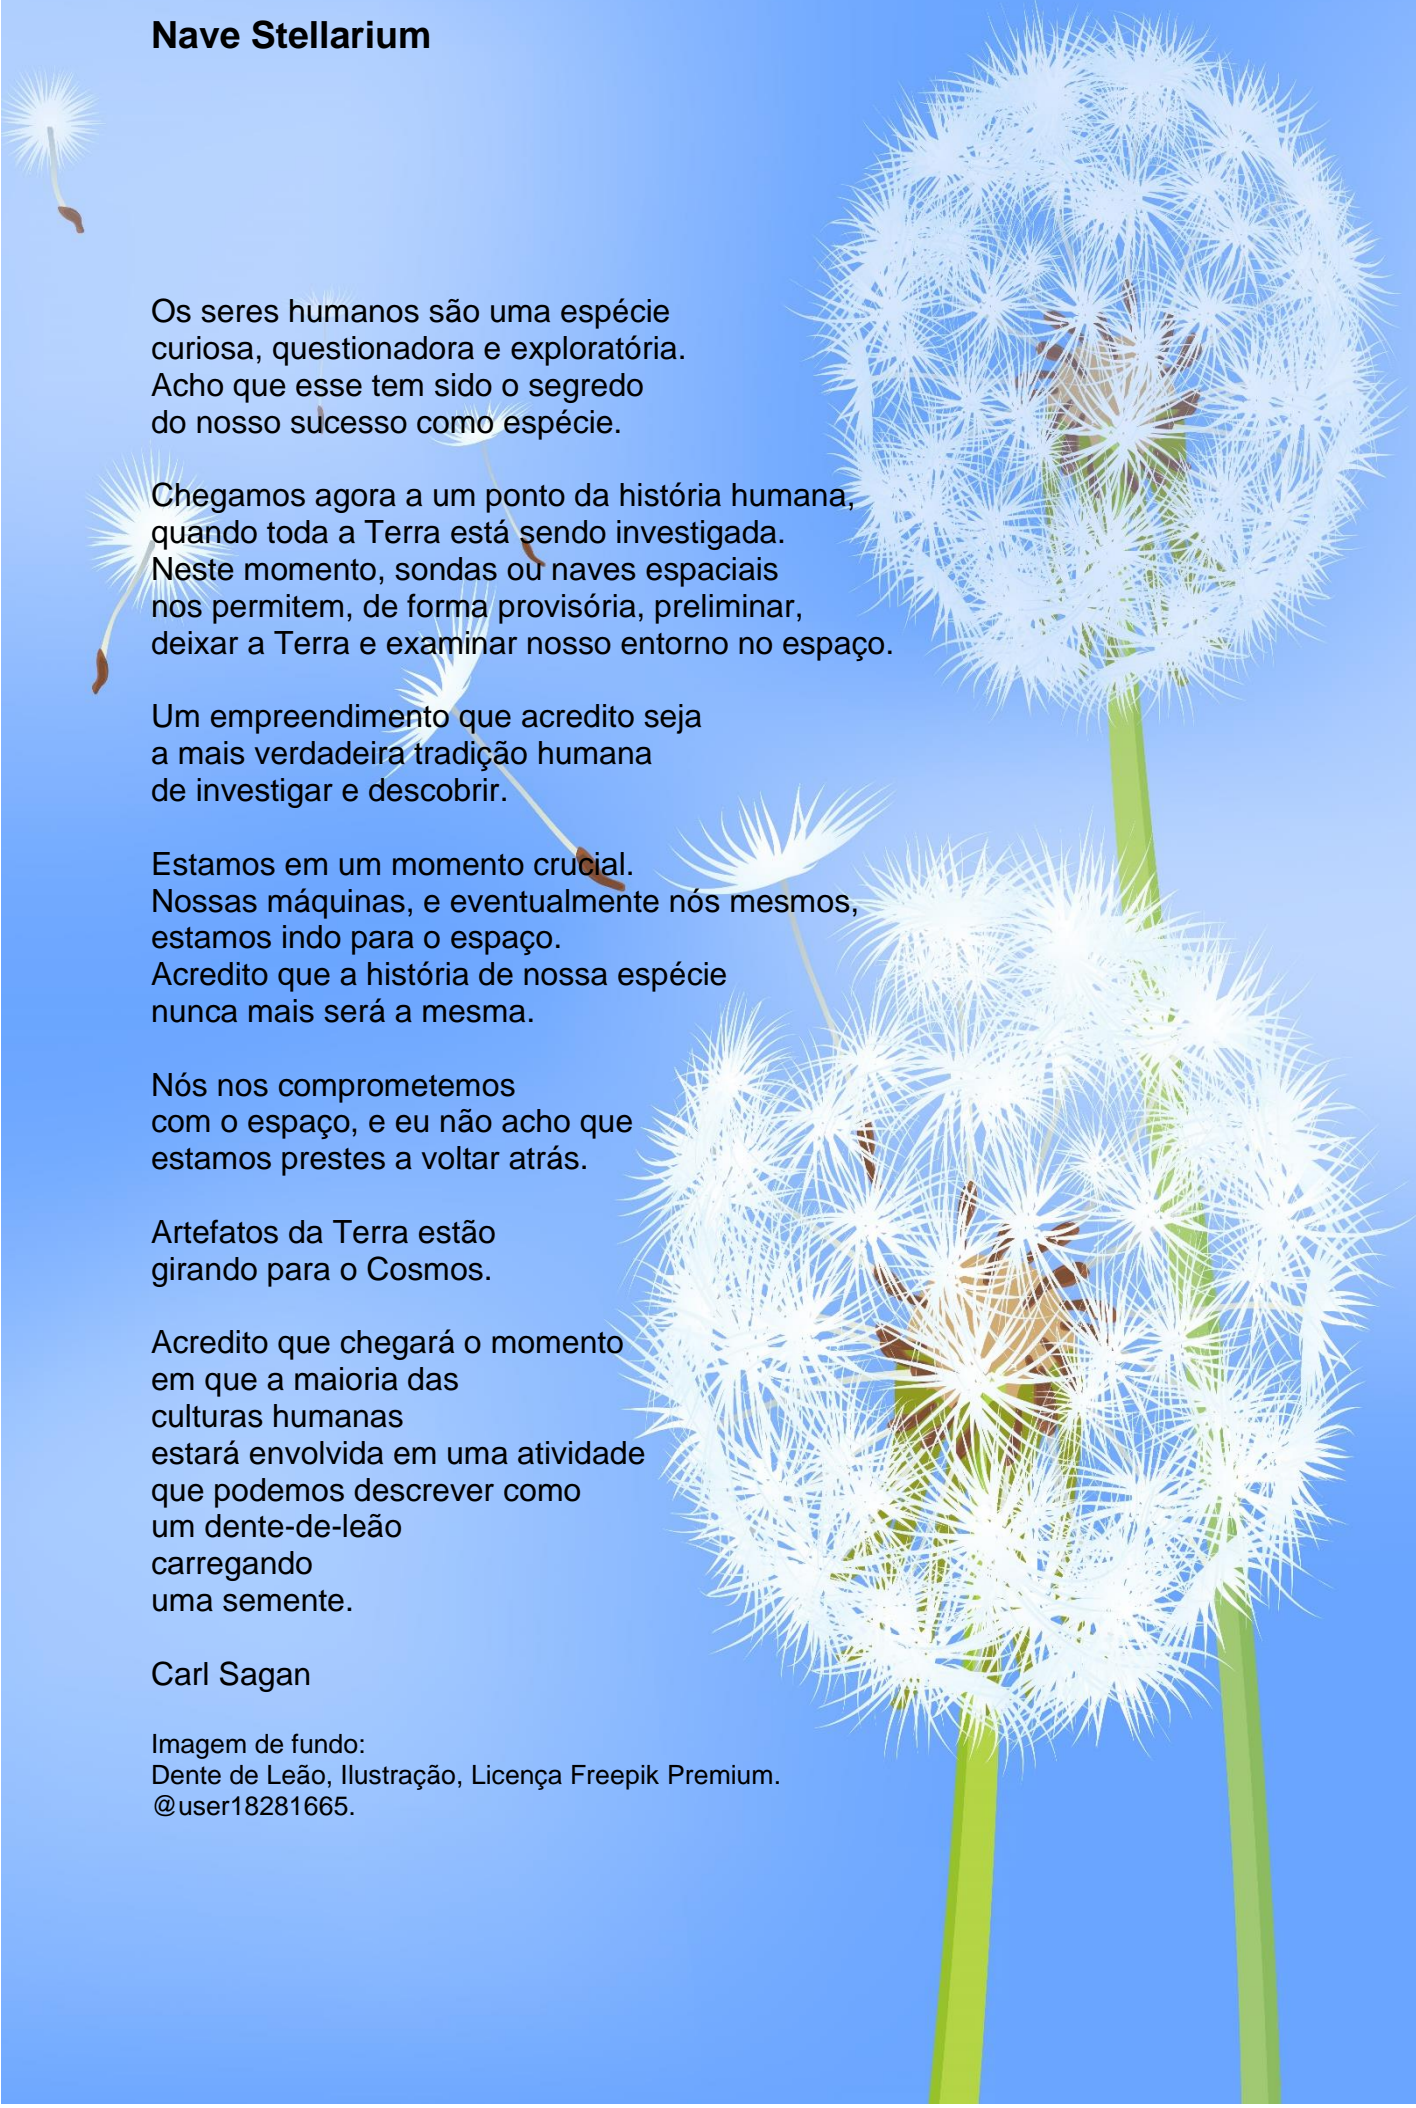 Nave Stellarium
Os seres humanos são uma espécie
curiosa, questionadora e exploratória.
Acho que esse tem sido o segredo
do nosso sucesso como espécie.
Chegamos agora a um ponto da história humana,
quando toda a Terra está sendo investigada.
Neste momento, sondas ou naves espaciais
nos permitem, de forma provisória, preliminar,
deixar a Terra e examinar nosso entorno no espaço.
Um empreendimento que acredito seja
a mais verdadeira tradição humana
de investigar e descobrir.
Estamos em um momento crucial.
Nossas máquinas, e eventualmente nós mesmos,
estamos indo para o espaço.
Acredito que a história de nossa espécie
nunca mais será a mesma.
Nós nos comprometemos
com o espaço, e eu não acho que
estamos prestes a voltar atrás.
Artefatos da Terra estão
girando para o Cosmos.
Acredito que chegará o momento
em que a maioria das
culturas humanas
estará envolvida em uma atividade
que podemos descrever como
um dente-de-leão
carregando
uma semente.
Carl Sagan
Imagem de fundo:
Dente de Leão, Ilustração, Licença Freepik Premium.
@user18281665.